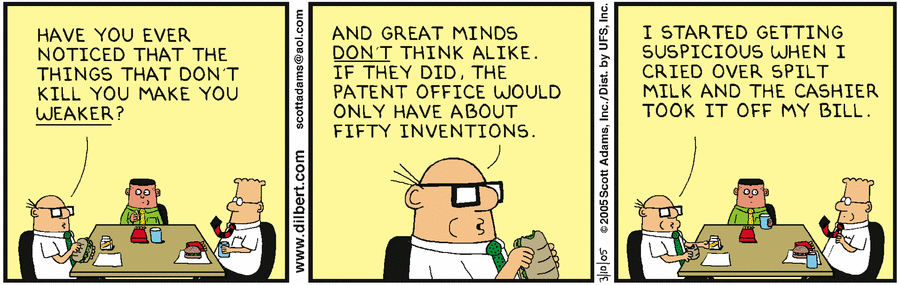 HAVE YOU EVER
NOTICED THAT THE
THINGS THAT DON'T
KILL YOU MAKE YOU
WEAKER?
www.dilbert.com
scottadams@aol.com
AND GREAT MINDS
DON'T THINK ALIKE.
IF THEY DID, THE
PATENT OFFICE WOULD
ONLY HAVE ABOUT
FIFTY INVENTIONS.
3/10/05 © 2005 Scott Adams, Inc./Dist. by UFS, Inc.
I STARTED GETTING
SUSPICIOUS WHEN I
CRIED OVER SPILT
MILK AND THE CASHIER
TOOK IT OFF MY BILL.